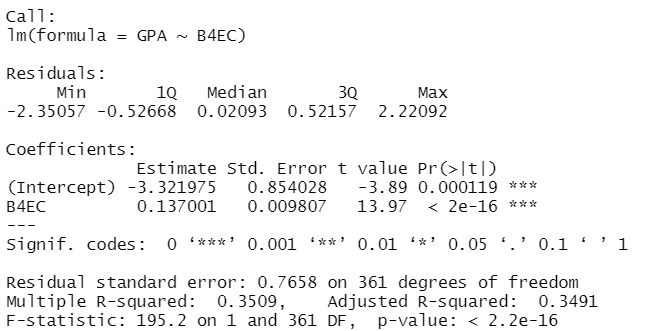 Call:
lm(formula = GPA ~ B4EC)
Residuals:
Min 1Q Median 3Q Max
-2.35057 -0.52668 0.02093 0.52157 2.22092
Coefficients:
Estimate Std. Error t value Pr(>|t|)
(Intercept) -3.321975 0.854028 -3.89 0.000119 ***
B4EC 0.137001 0.009807 13.97 < 2e-16 ***
---
Signif. codes: 0 ‘***’ 0.001 ‘**’ 0.01 ‘*’ 0.05 ‘.’ 0.1 ‘ ’ 1
Residual standard error: 0.7658 on 361 degrees of freedom
Multiple R-squared: 0.3509, Adjusted R-squared: 0.3491
F-statistic: 195.2 on 1 and 361 DF, p-value: < 2.2e-16